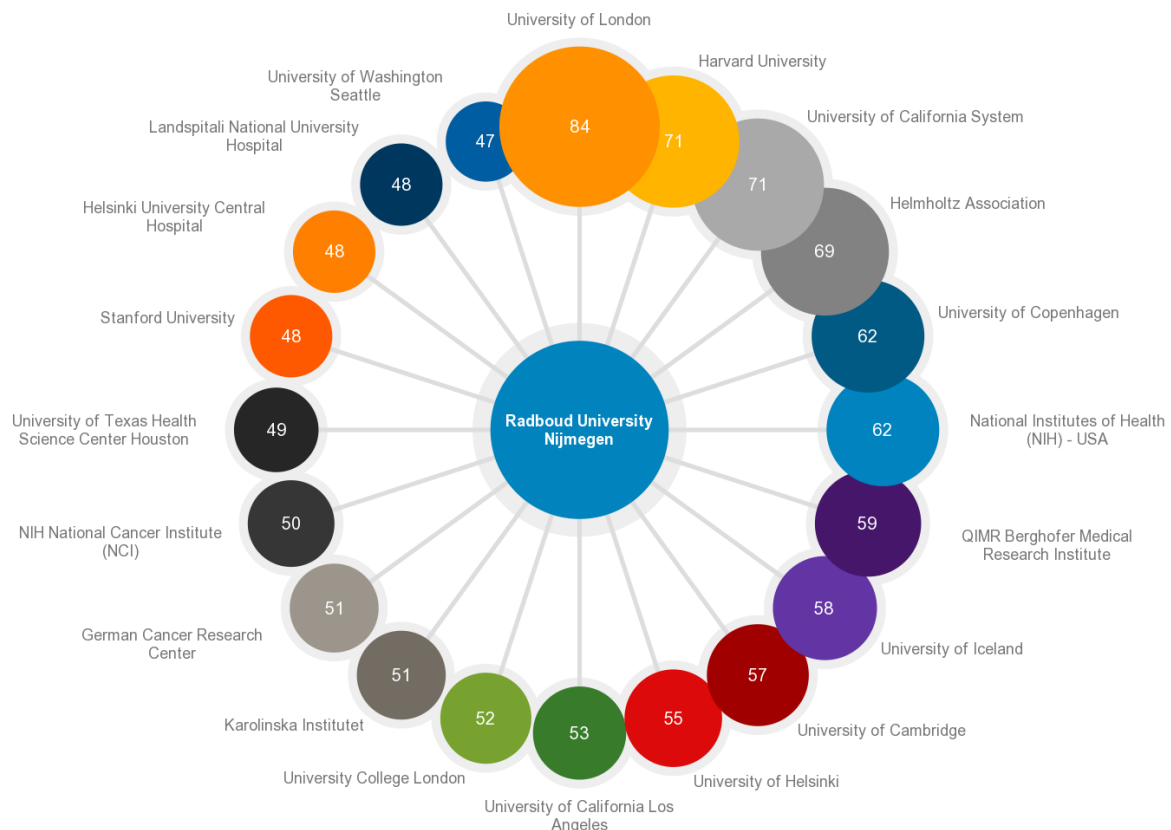 University of London
84
Harvard University
71
University of California System
71
Helmholtz Association
69
University of Copenhagen
62
National Institutes of Health
(NIH) - USA
62
QIMR Berghofer Medical
Research Institute
59
University of Iceland
58
University of Cambridge
57
University of Helsinki
55
University of California Los
Angeles
53
University College London
52
Karolinska Institutet
51
German Cancer Research
Center
51
NIH National Cancer Institute
(NCI)
50
University of Texas Health
Science Center Houston
49
Stanford University
48
Helsinki University Central
Hospital
48
Landspitali National University
Hospital
48
University of Washington
Seattle
47
Radboud University
Nijmegen